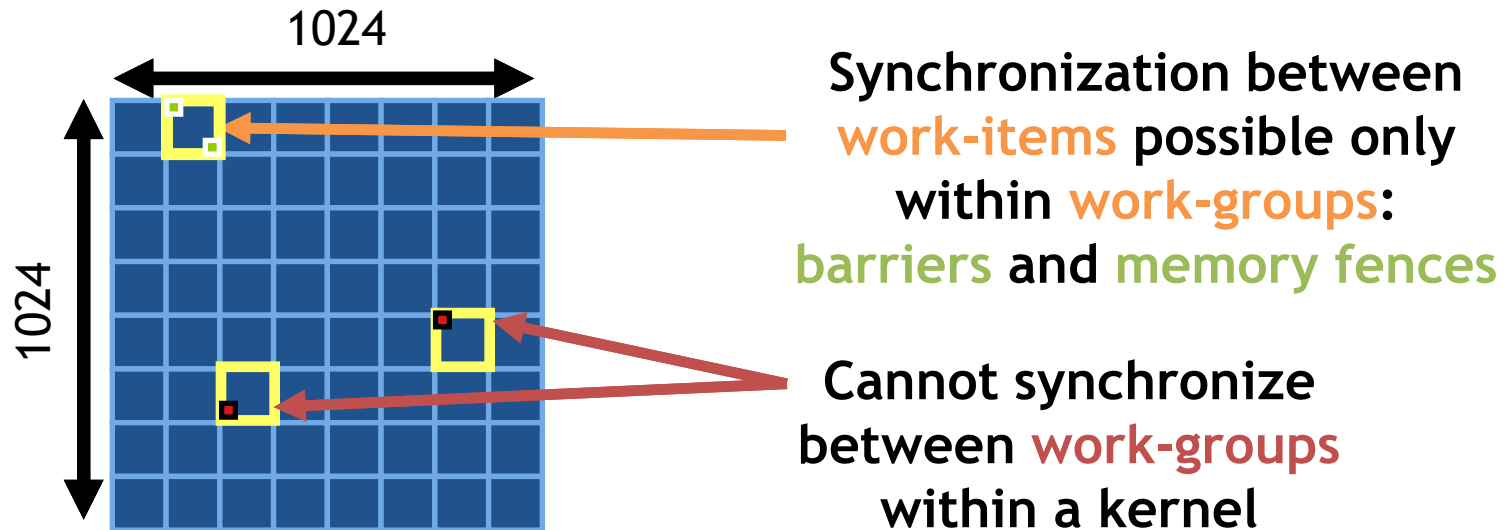 1024
1024
Synchronization between
work-items possible only
within work-groups:
barriers and memory fences
Cannot synchronize
between work-groups
within a kernel